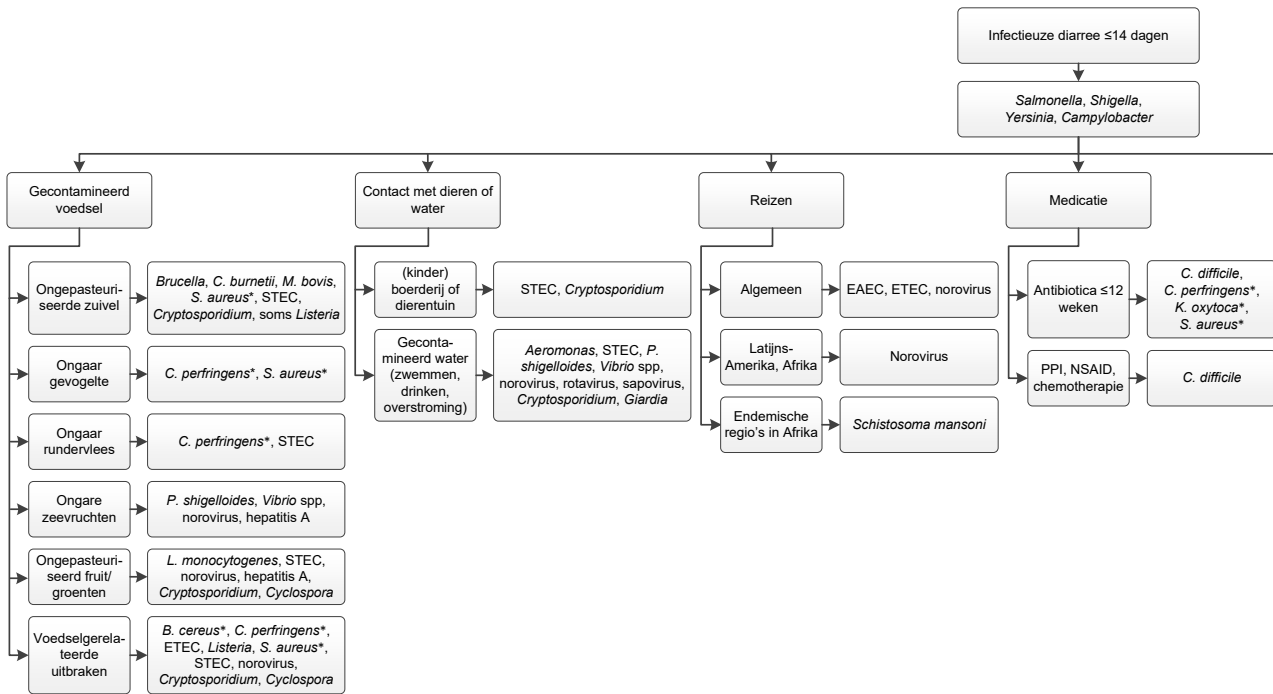 Infectieuze diarree ≤14 dagen
Salmonella, Shigella,
Yersinia, Campylobacter
Gecontamineerd
voedsel
Ongepasteuri-
seerde zuivel
Brucella, C. burnetii, M. bovis,
S. aureus*, STEC,
Cryptosporidium, soms Listeria
Ongaar
gevogelte
C. perfringens*, S. aureus*
Ongaar
rundervlees
C. perfringens*, STEC
Ongare
zeevruchten
P. shigelloides, Vibrio spp,
norovirus, hepatitis A
Ongepasteuri-
seerd fruit/
groenten
L. monocytogenes, STEC,
norovirus, hepatitis A,
Cryptosporidium, Cyclospora
Voedselgerela-
teerde
uitbraken
B. cereus*, C. perfringens*,
ETEC, Listeria, S. aureus*,
STEC, norovirus,
Cryptosporidium, Cyclospora
Contact met dieren of
water
(kinder)
boerderij of
dierentuin
STEC, Cryptosporidium
Geconta-
mineerd water
(zwemmen,
drinken,
overstroming)
Aeromonas, STEC, P.
shigelloides, Vibrio spp,
norovirus, rotavirus, sapovirus,
Cryptosporidium, Giardia
Reizen
Algemeen
EAEC, ETEC, norovirus
Latijns-
Amerika, Afrika
Norovirus
Endemische
regio's in Afrika
Schistosoma mansoni
Medicatie
Antibiotica ≤12
weken
C. difficile,
C. perfringens*,
K. oxytoca*,
S. aureus*
PPI, NSAID,
chemotherapie
C. difficile